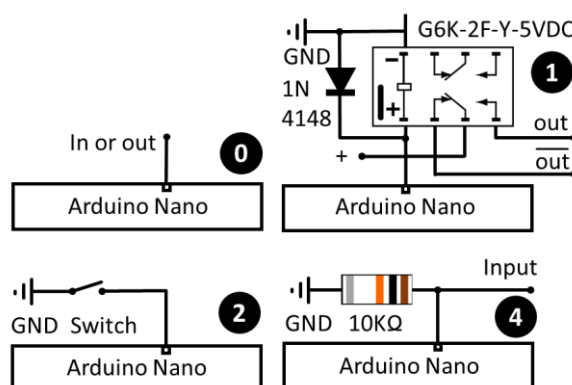 In or out
0
Arduino Nano
G6K-2F-Y-5VDC
GND
1N
4148
−
+
1
out
+
out
Arduino Nano
GND Switch
2
Arduino Nano
Input
GND 10KΩ
4
Arduino Nano